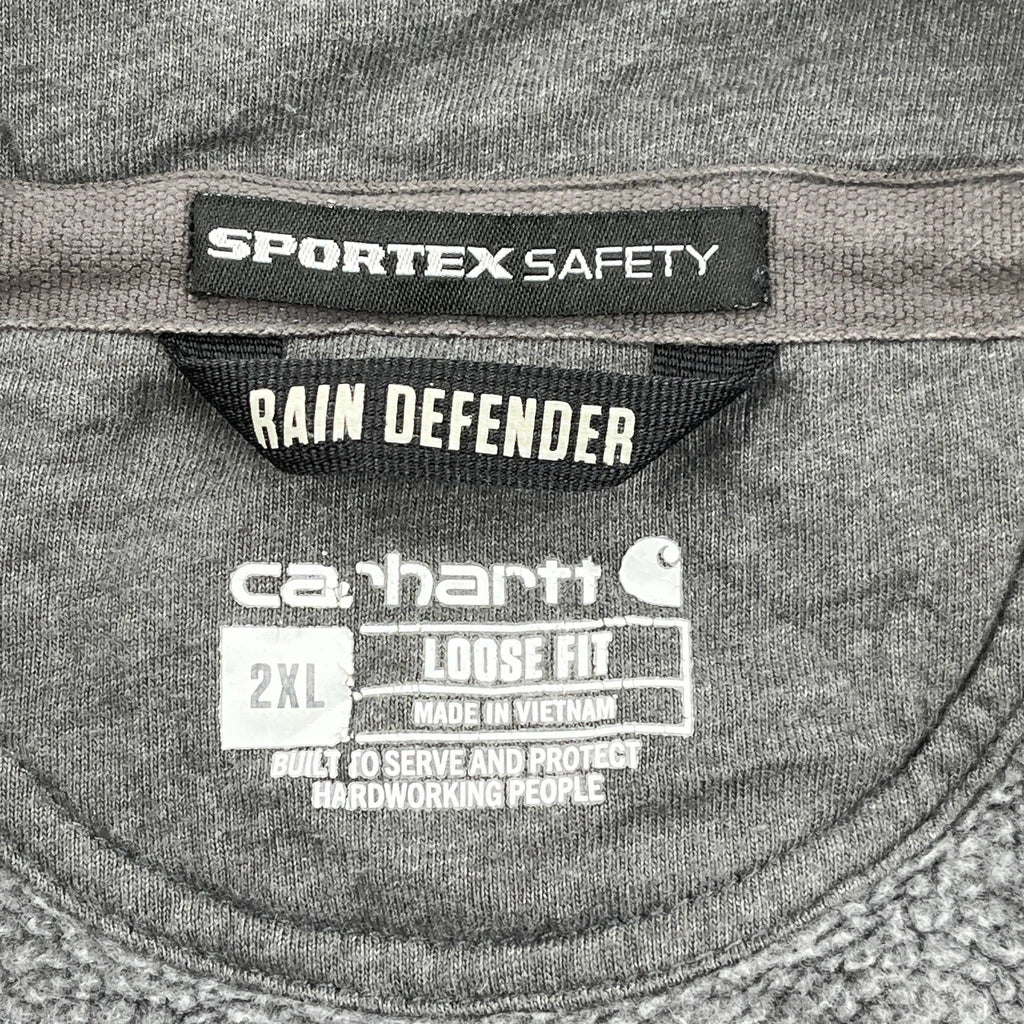 SPORTEX SAFETY
RAIN DEFENDER
carhartt
2XL
LOOSE FIT
MADE IN VIETNAM
BUILT TO SERVE AND PROTECT
HARDWORKING PEOPLE